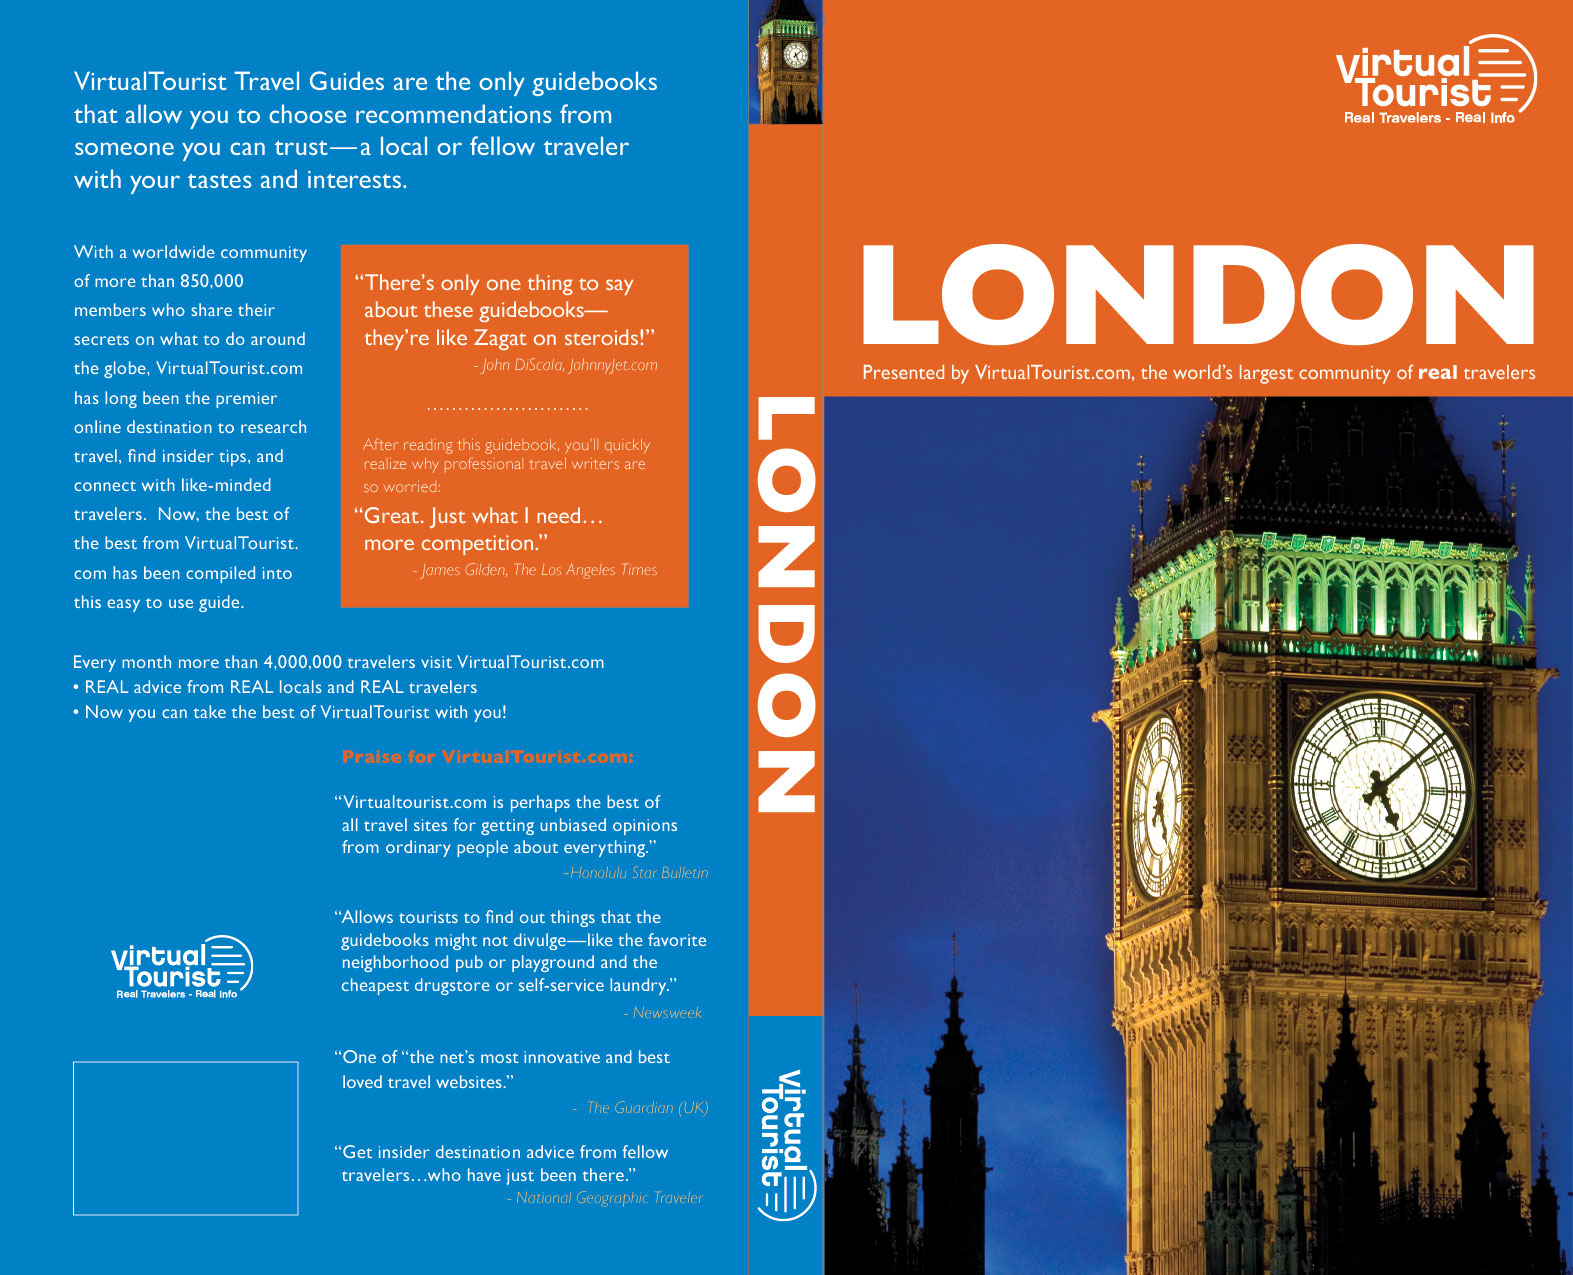 VirtualTourist Travel Guides are the only guidebooks
that allow you to choose recommendations from
someone you can trust—a local or fellow traveler
with your tastes and interests.
With a worldwide community
of more than 850,000
members who share their
secrets on what to do around
the globe, VirtualTourist.com
has long been the premier
online destination to research
travel, find insider tips, and
connect with like-minded
travelers.  Now, the best of
the best from VirtualTourist.
com has been compiled into
this easy to use guide.
“There’s only one thing to say
about these guidebooks—
they’re like Zagat on steroids!”
- John DiScala, JohnnyJet.com
..........................
After reading this guidebook, you'll quickly
realize why professional travel writers are
so worried:
“Great. Just what I need…
more competition.”
- James Gilden, The Los Angeles Times
Every month more than 4,000,000 travelers visit VirtualTourist.com
• REAL advice from REAL locals and REAL travelers
• Now you can take the best of VirtualTourist with you!
Praise for VirtualTourist.com:
“Virtualtourist.com is perhaps the best of
all travel sites for getting unbiased opinions
from ordinary people about everything.”
-Honolulu Star Bulletin
“Allows tourists to find out things that the
guidebooks might not divulge—like the favorite
neighborhood pub or playground and the
cheapest drugstore or self-service laundry.”
- Newsweek
“One of “the net’s most innovative and best
loved travel websites.”
- The Guardian (UK)
“Get insider destination advice from fellow
travelers…who have just been there.”
- National Geographic Traveler
virtual
Tourist
Real Travelers - Real Info
LONDON
virtual
Tourist
virtual
Tourist
Real Travelers - Real Info
LONDON
Presented by VirtualTourist.com, the world’s largest community of real travelers